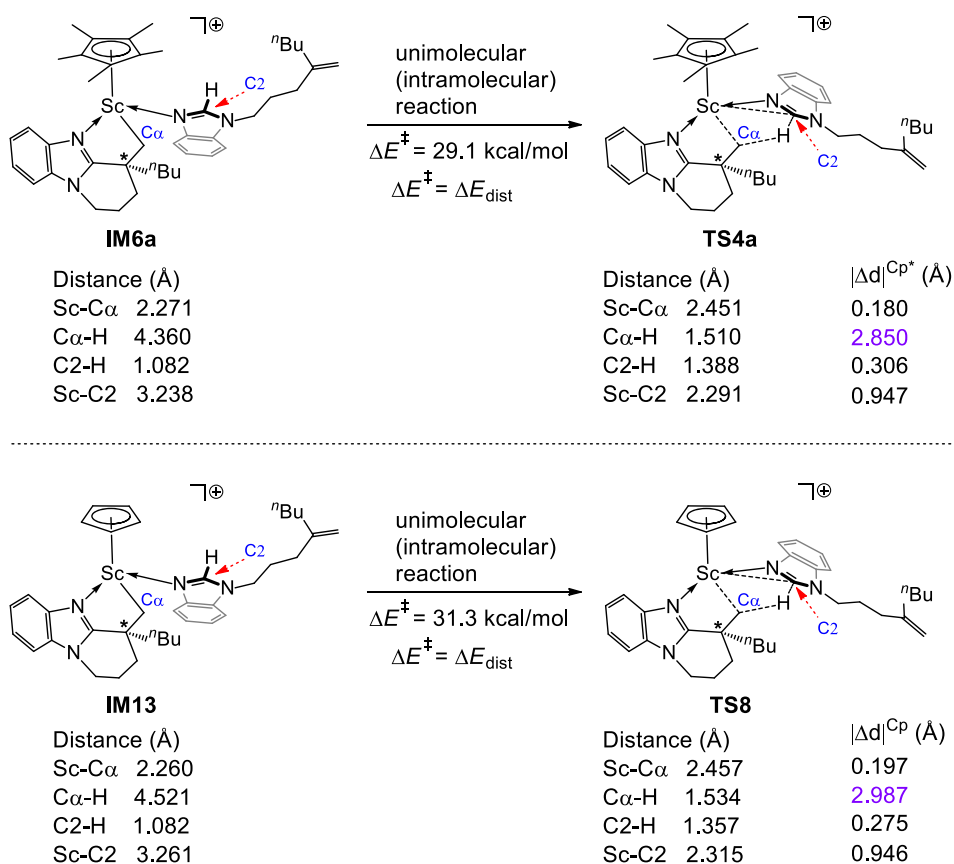 ⌝⊕
ⁿBu
H
C2
Sc
N
N
Cα
N
*
nBu
N
IM6a
unimolecular
(intramolecular)
reaction
ΔE‡ = 29.1 kcal/mol
ΔE‡ = ΔEdist
⌝⊕
Sc
N
N
nBu
Cα
H
N
*
C2
nBu
N
TS4a
Distance (Å)
Sc-Cα 2.271
Cα-H 4.360
C2-H 1.082
Sc-C2 3.238
Distance (Å) |Δd|Cp* (Å)
Sc-Cα 2.451 0.180
Cα-H 1.510 2.850
C2-H 1.388 0.306
Sc-C2 2.291 0.947
⌝⊕
ⁿBu
H
C2
Sc
N
N
Cα
N
*
nBu
N
IM13
unimolecular
(intramolecular)
reaction
ΔE‡ = 31.3 kcal/mol
ΔE‡ = ΔEdist
⌝⊕
Sc
N
N
nBu
Cα
H
N
*
C2
nBu
N
TS8
Distance (Å)
Sc-Cα 2.260
Cα-H 4.521
C2-H 1.082
Sc-C2 3.261
Distance (Å) |Δd|Cp (Å)
Sc-Cα 2.457 0.197
Cα-H 1.534 2.987
C2-H 1.357 0.275
Sc-C2 2.315 0.946